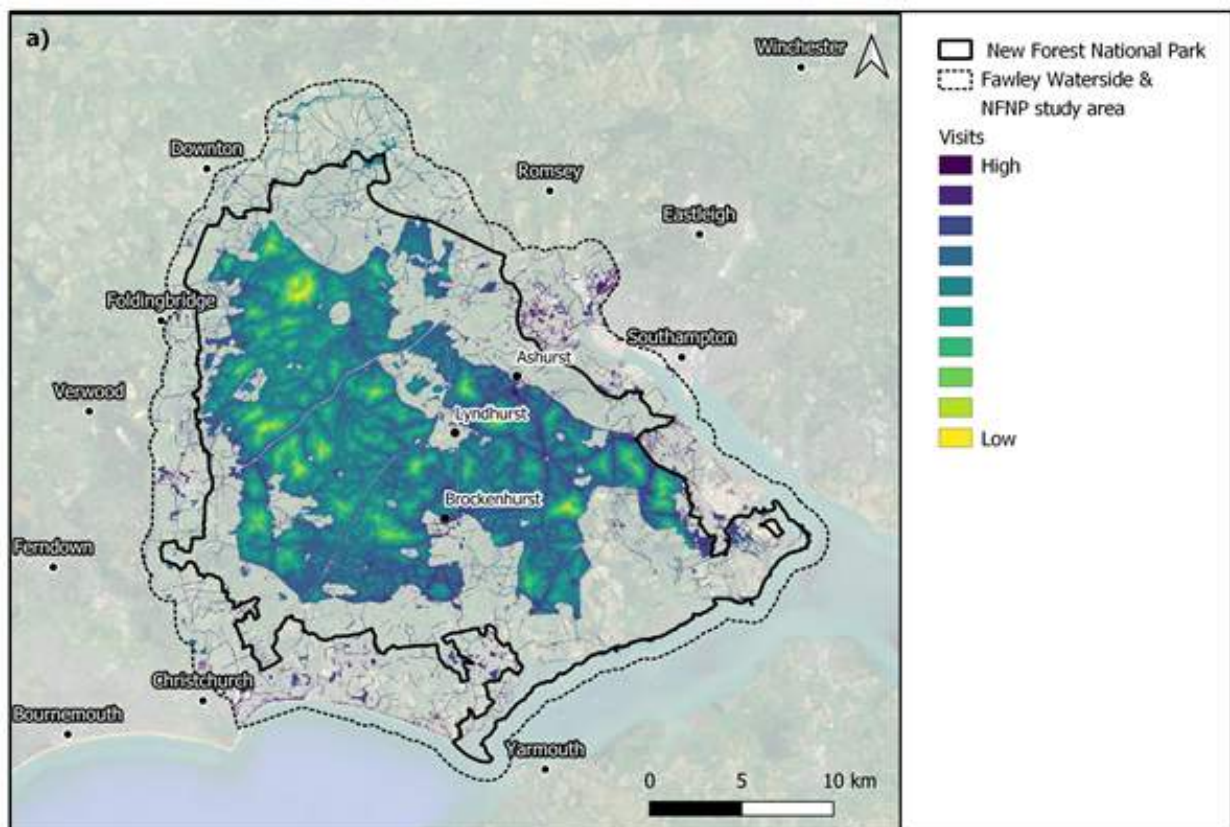 a)
Winchester
Downton
Romsey
Eastleigh
Foldingbridge
Southampton
Ashurst
Verwood
Lyndhurst
Brockenhurst
Ferndown
Christchurch
Bournemouth
Yarmouth
0 5 10 km
New Forest National Park
Fawley Waterside &
NFNP study area
Visits
High
Low